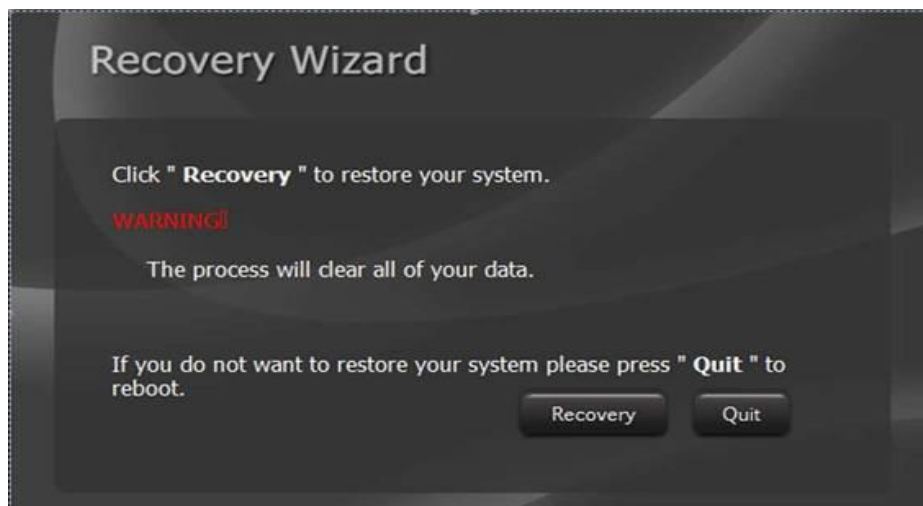 Recovery Wizard
Click " Recovery " to restore your system.
WARNING▯
The process will clear all of your data.
If you do not want to restore your system please press " Quit " to
reboot.
Recovery Quit